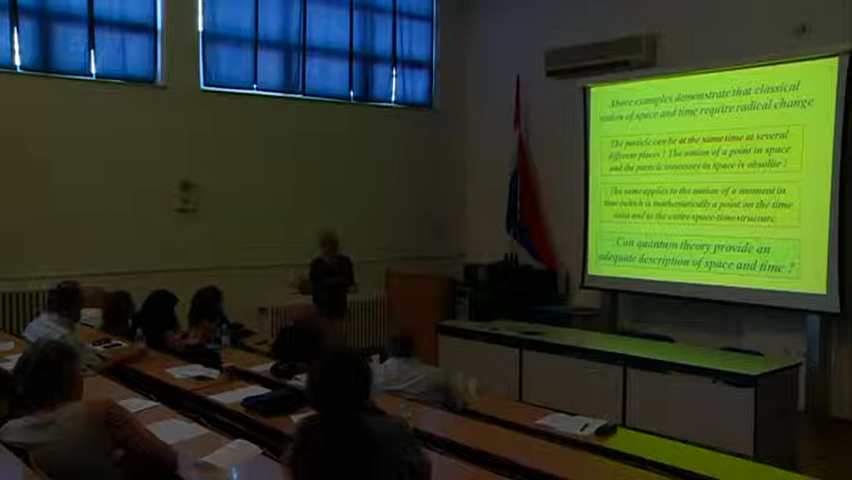 Above examples demonstrate that classical
notion of space and time require radical change
The particle can be at the same time at several
different places ! The notion of a point in space
and the particle trajectory in space is obsolite !
The same applies to the notion of a moment in
time (which is mathematically a point on the time
axis) and to the entire space-time structure.
Can quantum theory provide an
adequate description of space and time ?